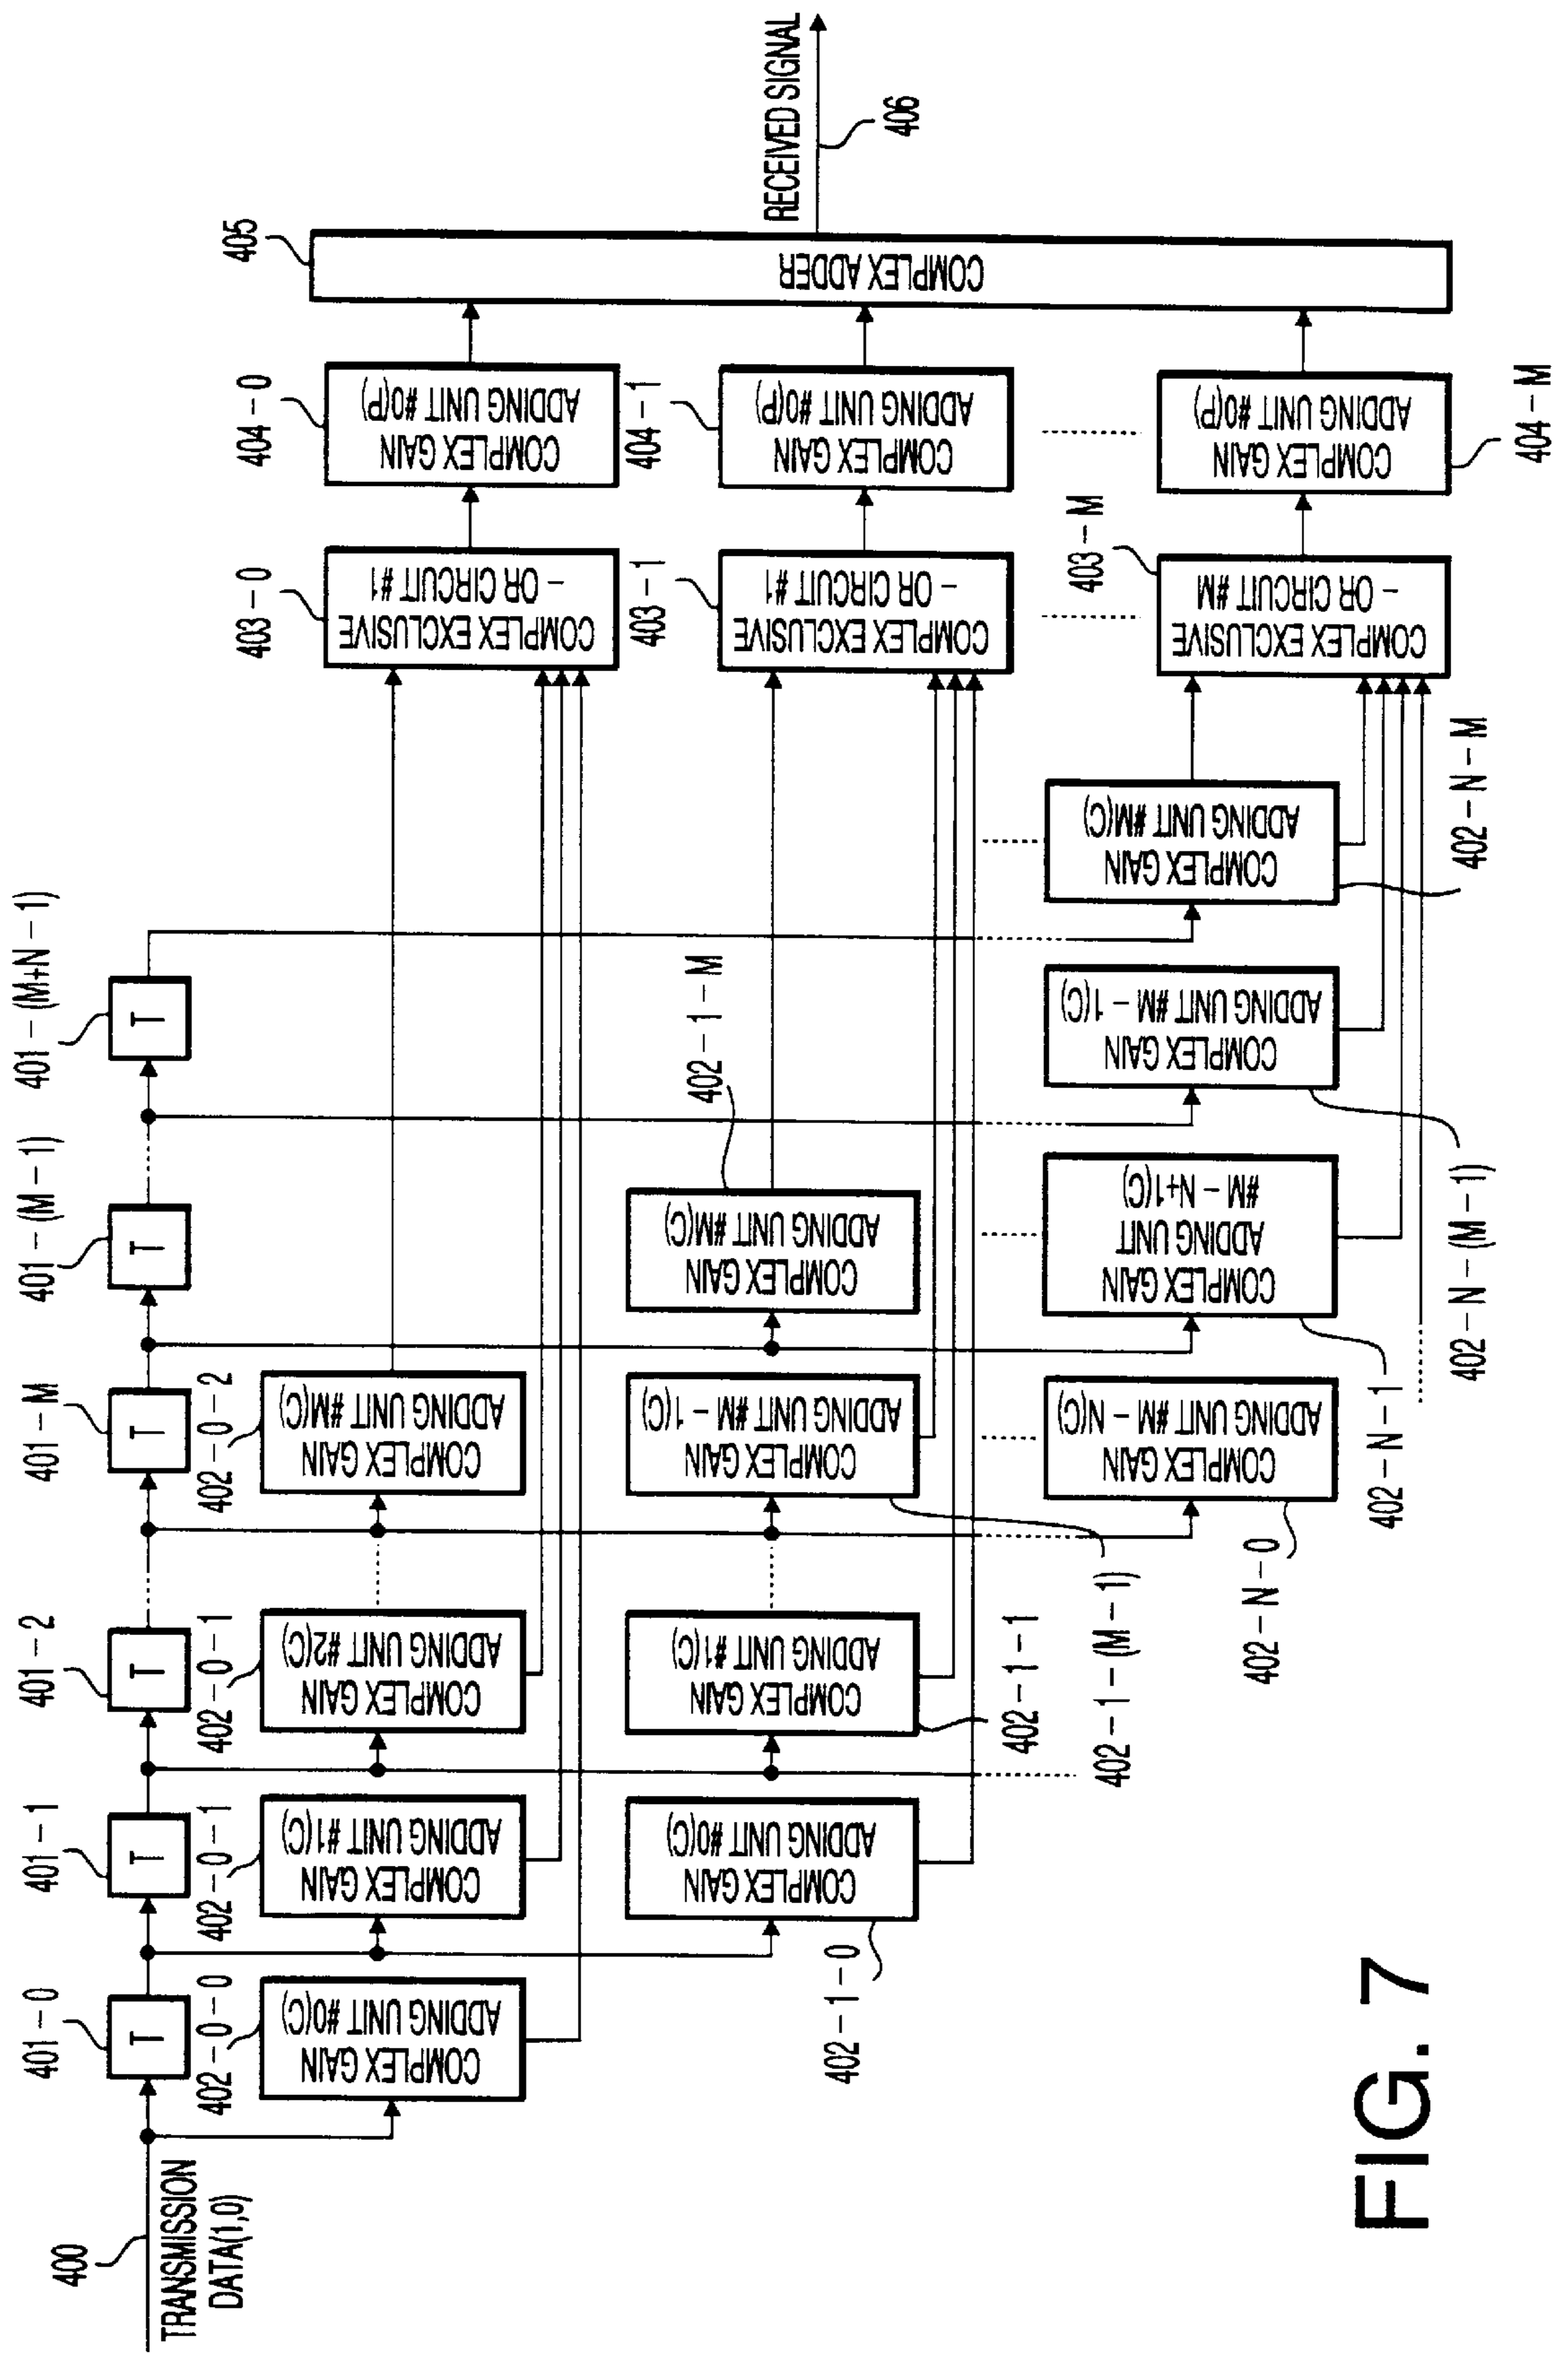 400
TRANSMISSION
DATA(1,0)
401-0
T
401-1
T
401-2
T
401-M
T
401-(M-1)
T
401-(M+N-1)
T
402-0-0
COMPLEX GAIN
ADDING UNIT #0(C)
402-0-1
COMPLEX GAIN
ADDING UNIT #1(C)
402-0-1
COMPLEX GAIN
ADDING UNIT #2(C)
402-0-2
COMPLEX GAIN
ADDING UNIT #M(C)
403-0
COMPLEX EXCLUSIVE
-OR CIRCUIT #1
404-0
COMPLEX GAIN
ADDING UNIT #0(P)
405
COMPLEX ADDER
RECEIVED SIGNAL
406
402-1-0
COMPLEX GAIN
ADDING UNIT #0(C)
402-1-1
COMPLEX GAIN
ADDING UNIT #1(C)
402-1-(M-1)
COMPLEX GAIN
ADDING UNIT #M-1(C)
402-1-M
COMPLEX GAIN
ADDING UNIT #M(C)
403-1
COMPLEX EXCLUSIVE
-OR CIRCUIT #1
404-1
COMPLEX GAIN
ADDING UNIT #0(P)
402-N-0
COMPLEX GAIN
ADDING UNIT #M-N(C)
402-N-1
COMPLEX GAIN
ADDING UNIT
#M-N+1(C)
402-N-(M-1)
COMPLEX GAIN
ADDING UNIT #M-1(C)
402-N-M
COMPLEX GAIN
ADDING UNIT #M(C)
403-M
COMPLEX EXCLUSIVE
-OR CIRCUIT #M
404-M
COMPLEX GAIN
ADDING UNIT #0(P)
FIG. 7